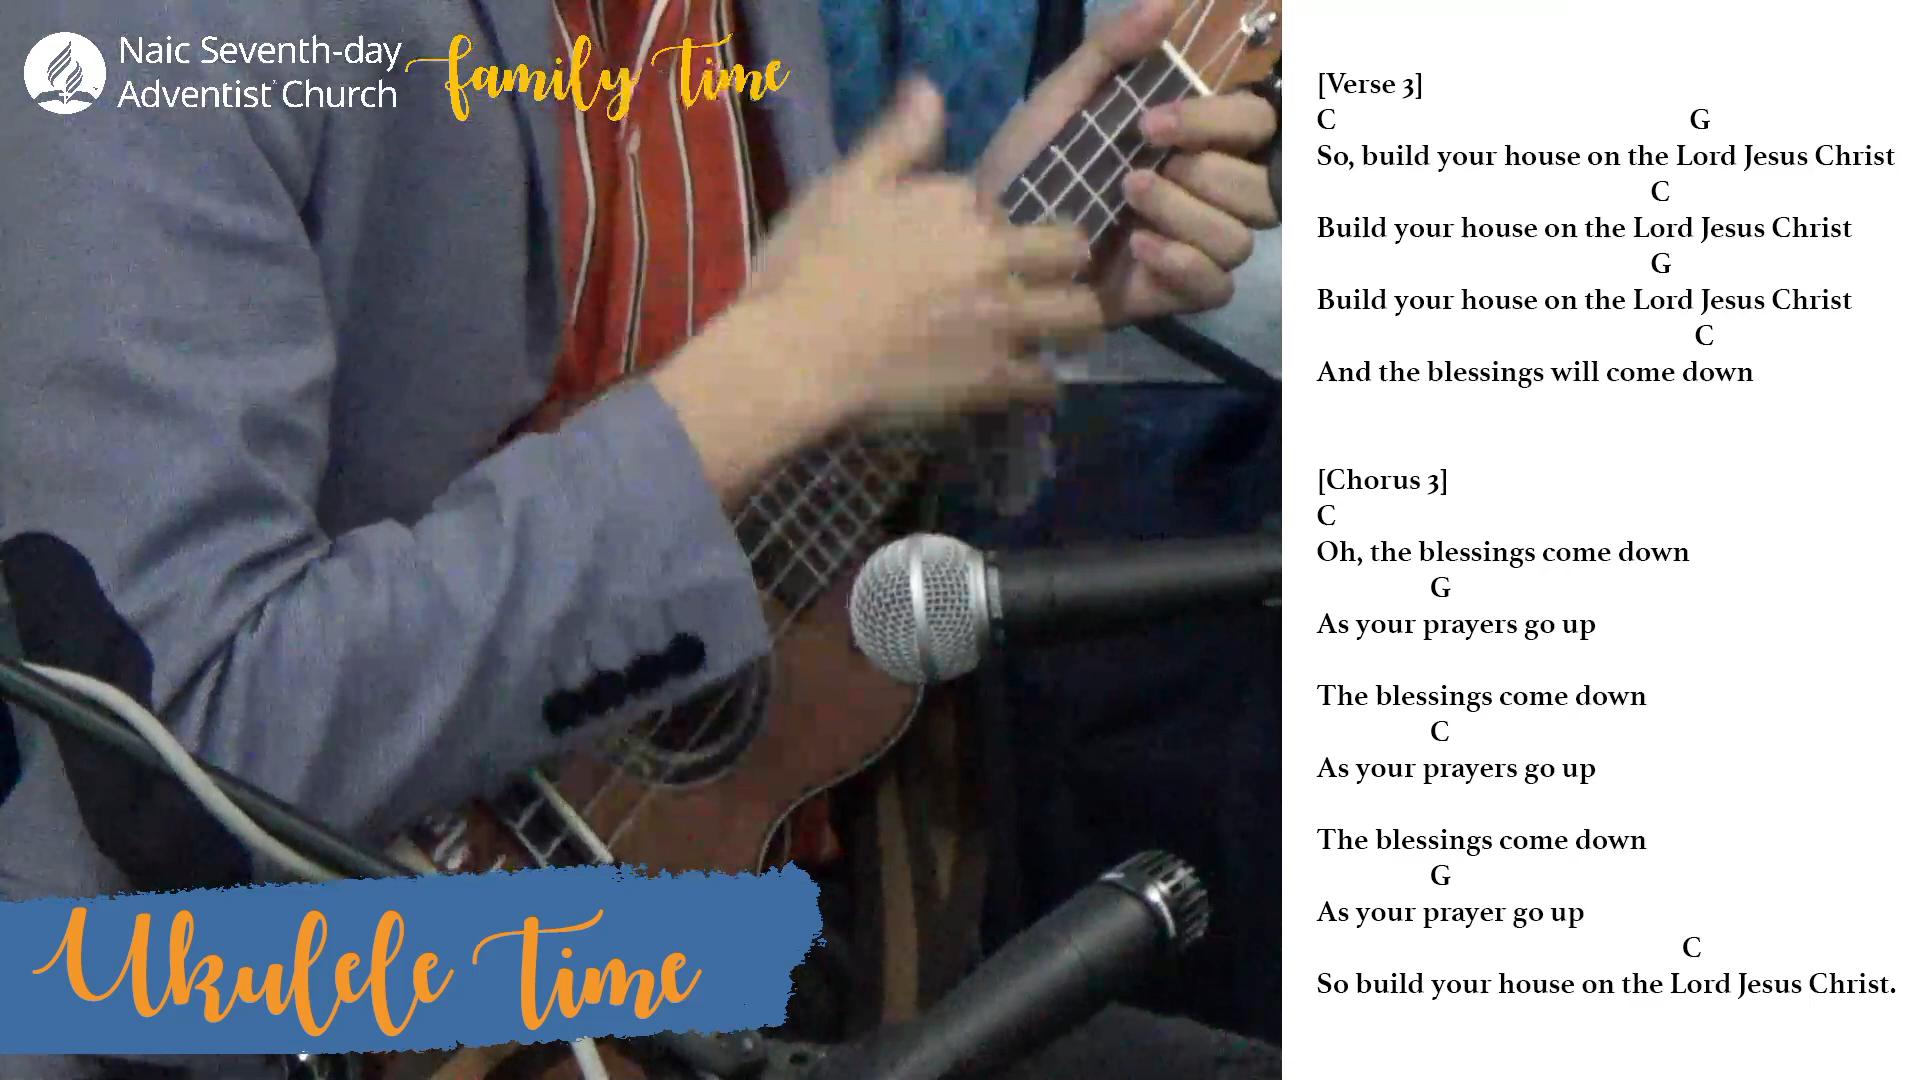 Naic Seventh-day
Adventist Church
family time
Ukulele time
[Verse 3]
C G
So, build your house on the Lord Jesus Christ
C
Build your house on the Lord Jesus Christ
G
Build your house on the Lord Jesus Christ
C
And the blessings will come down
[Chorus 3]
C
Oh, the blessings come down
G
As your prayers go up
The blessings come down
C
As your prayers go up
The blessings come down
G
As your prayer go up
C
So build your house on the Lord Jesus Christ.